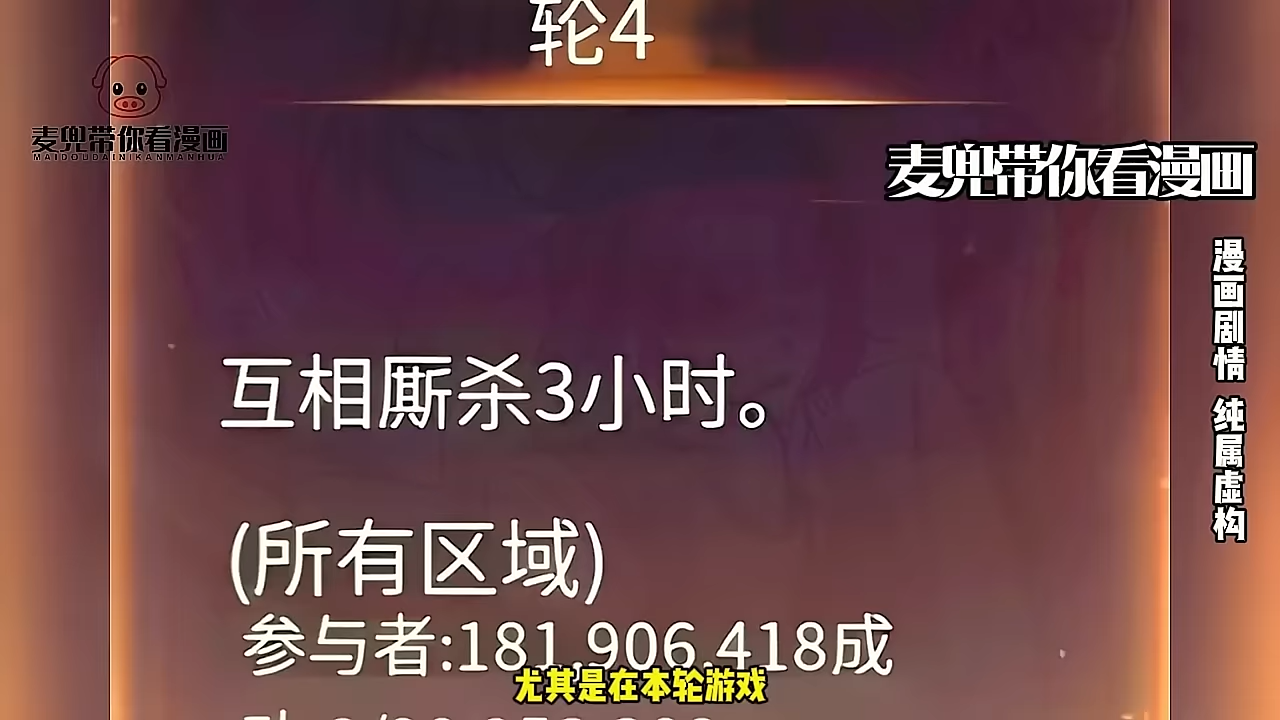 轮4
麦兜带你看漫画
MAIDOUDAINIKANMANHUA
麦兜带你看漫画
漫画剧情 纯属虚构
互相厮杀3小时。
(所有区域)
参与者:181,906,418成
尤其是在本轮游戏